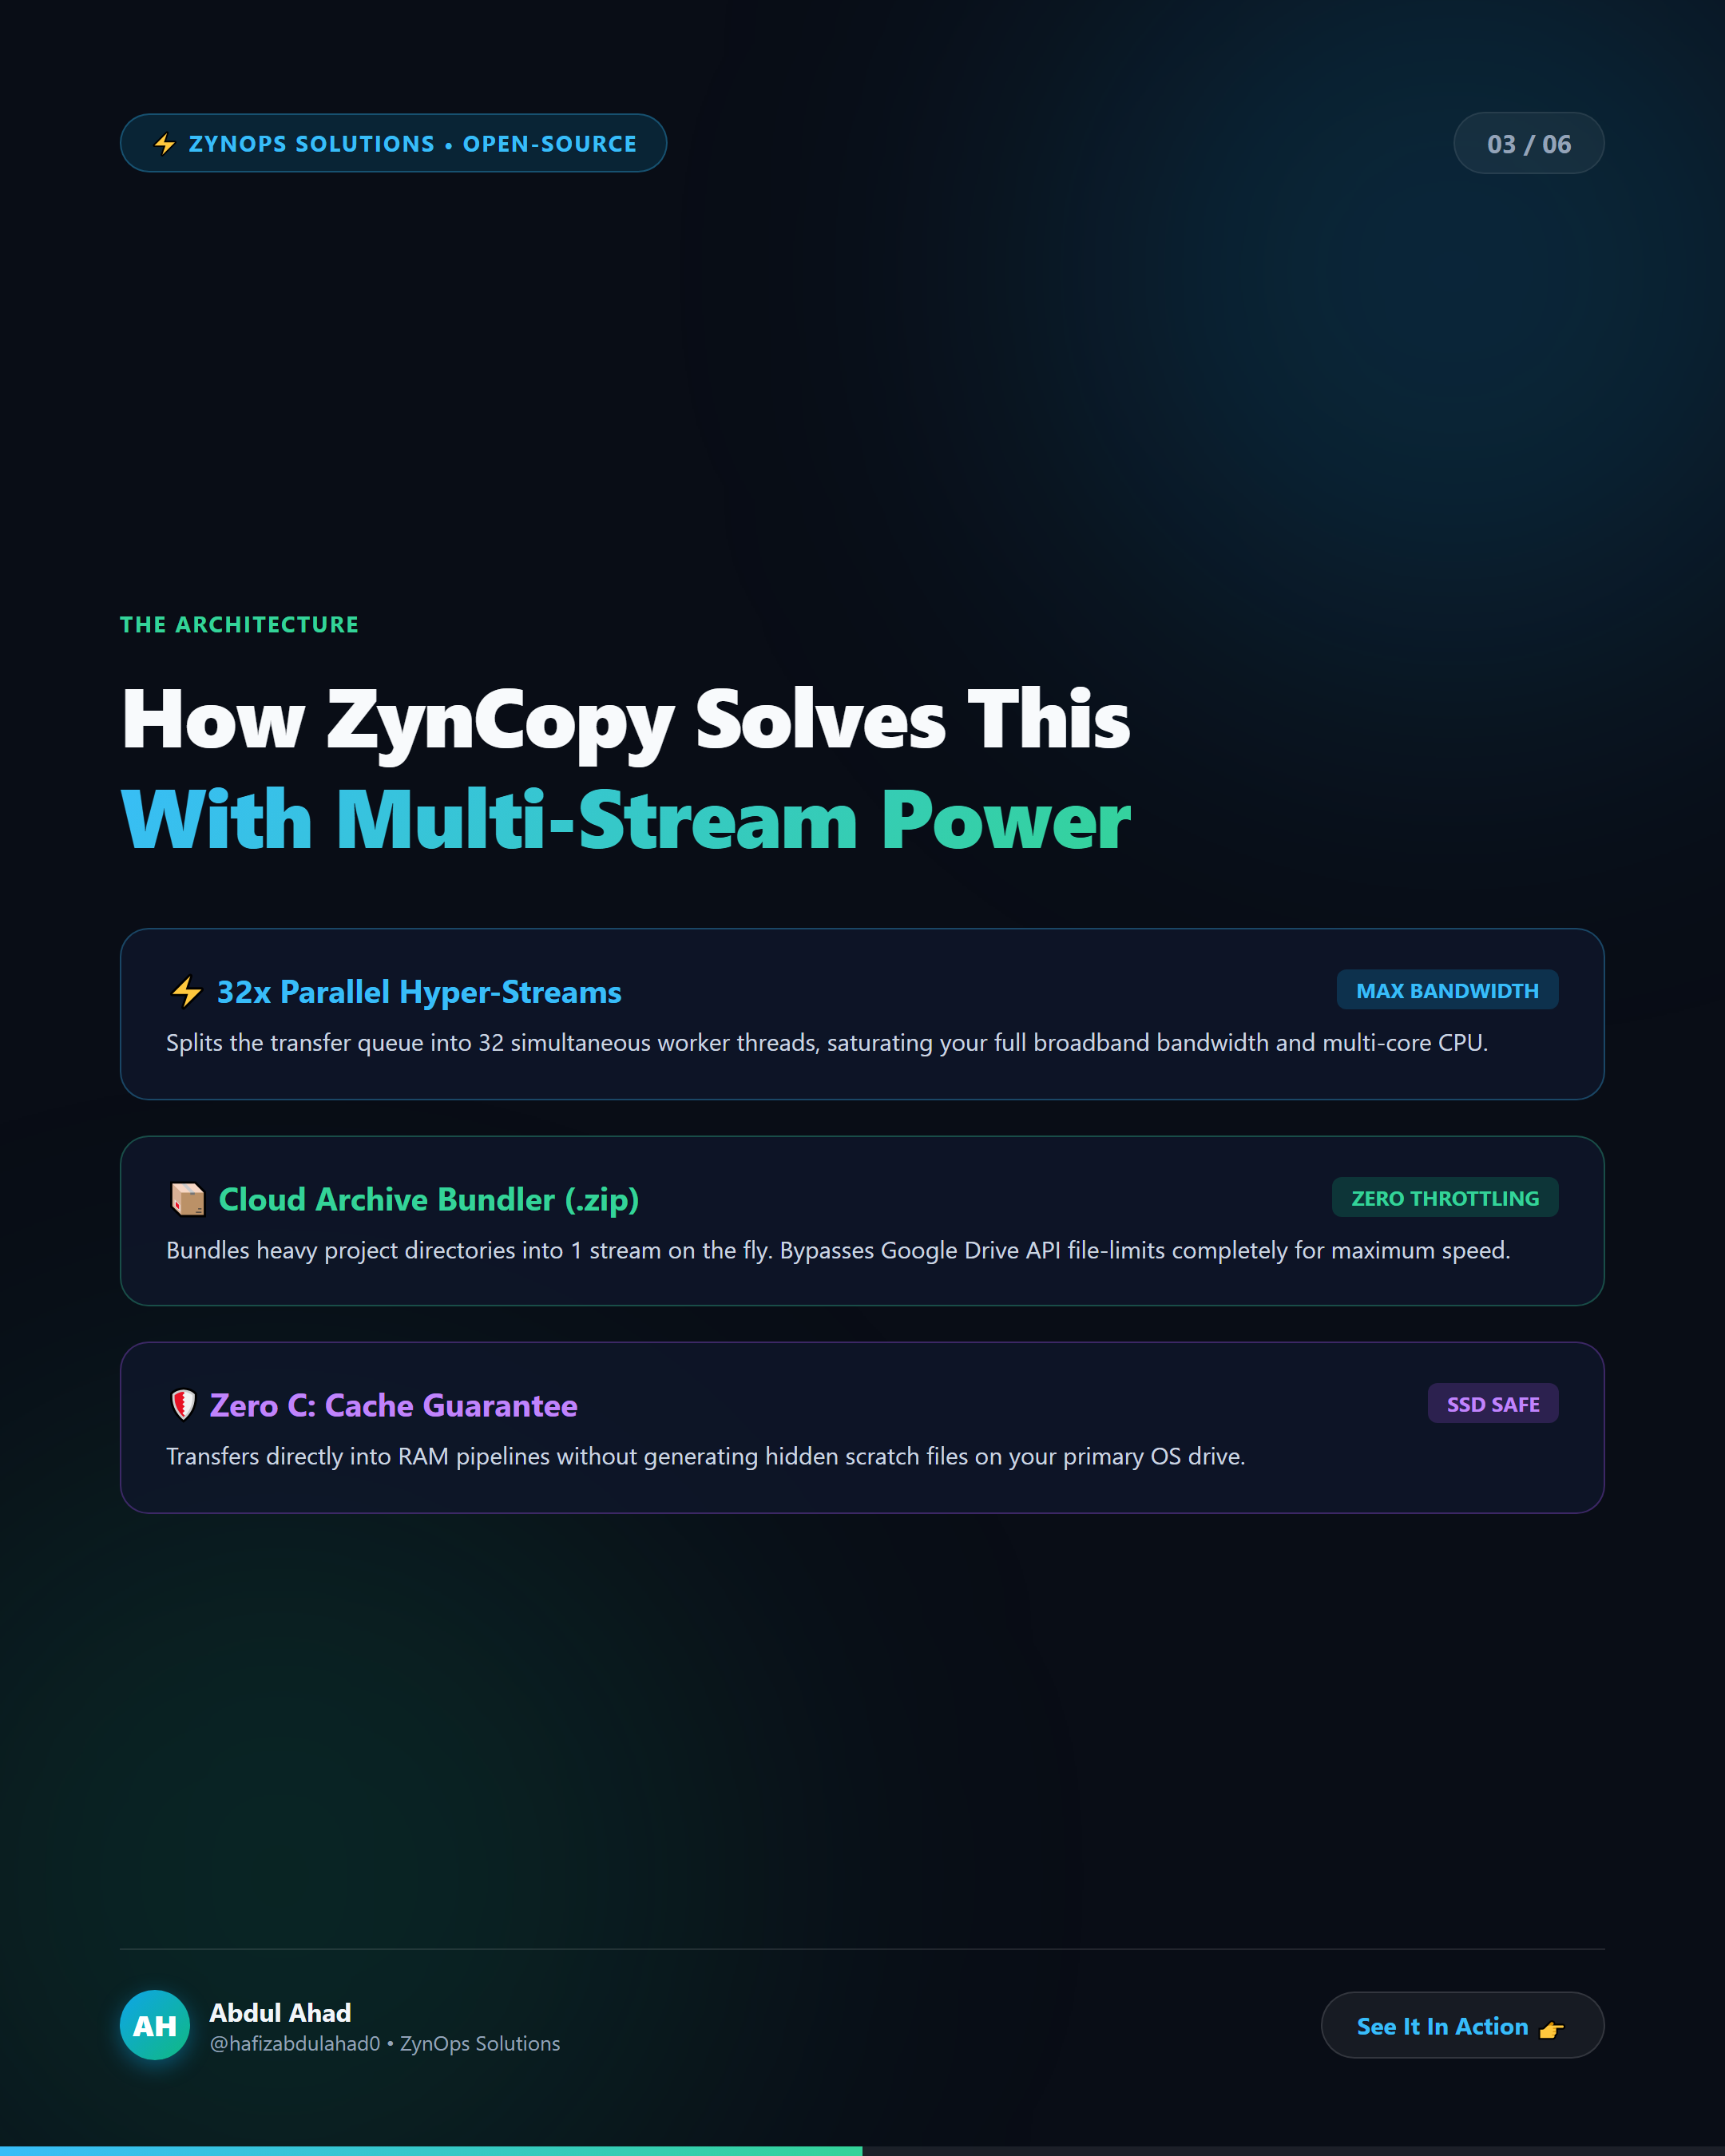 ⚡ ZYNOPS SOLUTIONS • OPEN-SOURCE
03 / 06
THE ARCHITECTURE
How ZynCopy Solves This
With Multi-Stream Power
⚡ 32x Parallel Hyper-Streams
MAX BANDWIDTH
Splits the transfer queue into 32 simultaneous worker threads, saturating your full broadband bandwidth and multi-core CPU.
📦 Cloud Archive Bundler (.zip)
ZERO THROTTLING
Bundles heavy project directories into 1 stream on the fly. Bypasses Google Drive API file-limits completely for maximum speed.
🛡️ Zero C: Cache Guarantee
SSD SAFE
Transfers directly into RAM pipelines without generating hidden scratch files on your primary OS drive.
AH
Abdul Ahad
@hafizabdulahad0 • ZynOps Solutions
See It In Action 👉